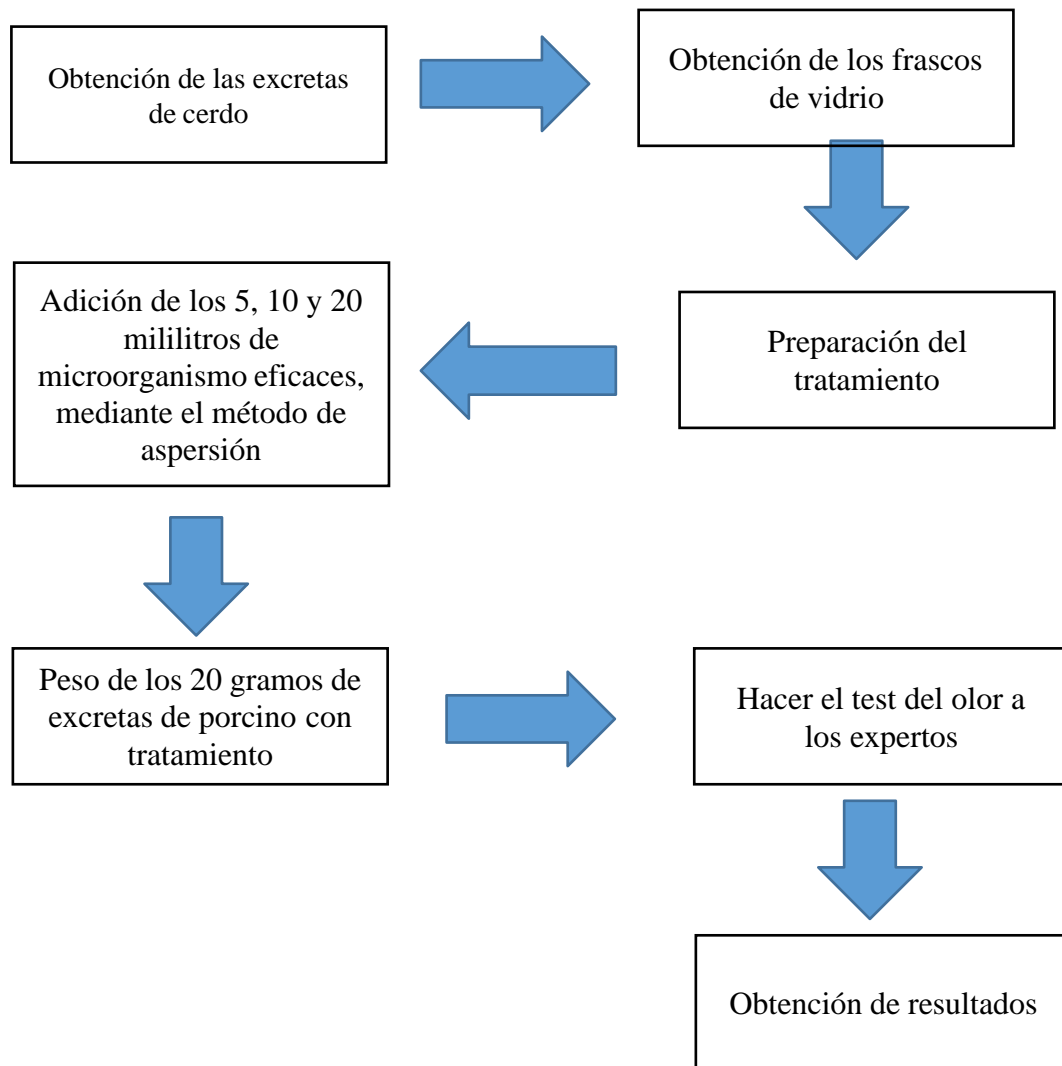 Obtención de las excretas
de cerdo
Obtención de los frascos
de vidrio
Preparación del
tratamiento
Adición de los 5, 10 y 20
mililitros de
microorganismo eficaces,
mediante el método de
aspersión
Peso de los 20 gramos de
excretas de porcino con
tratamiento
Hacer el test del olor a
los expertos
Obtención de resultados